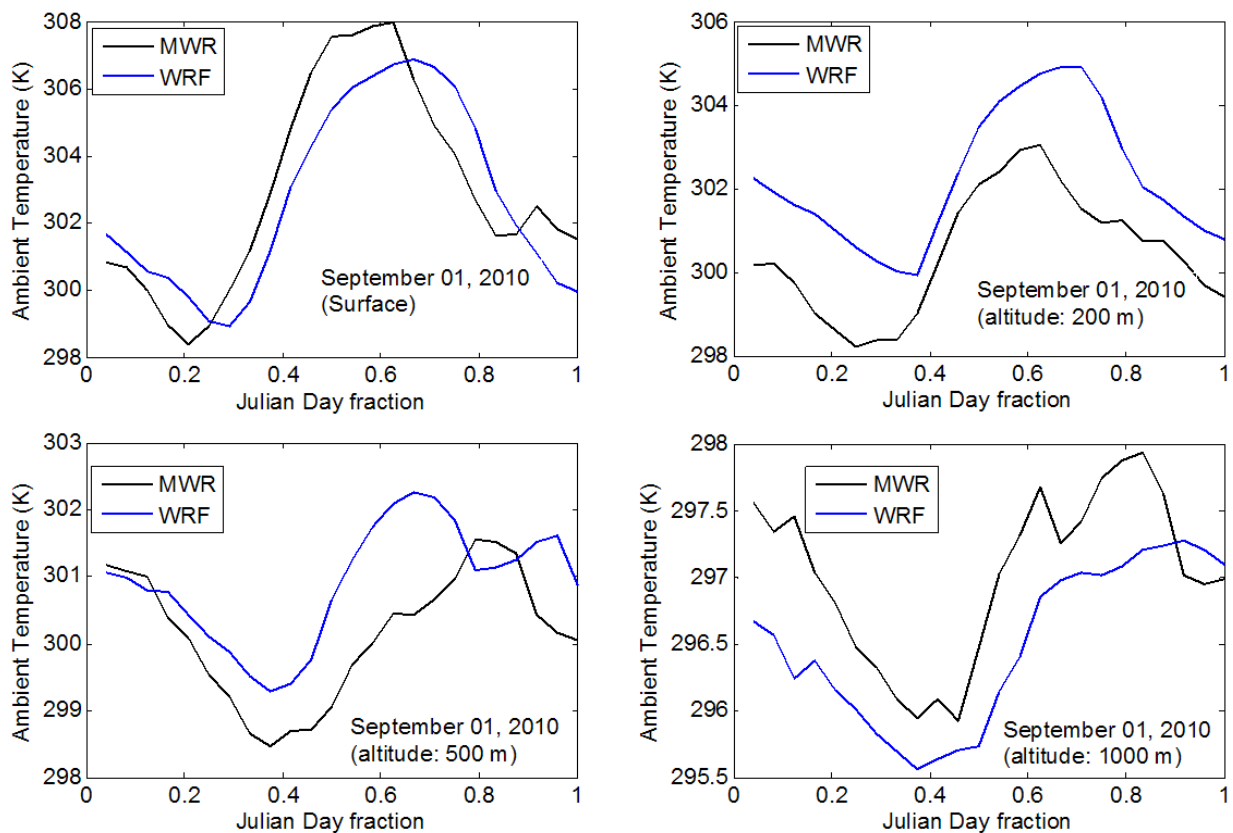 Ambient Temperature (K)
308
306
304
302
300
298
MWR
WRF
September 01, 2010
(Surface)
0
0.2
0.4
0.6
0.8
1
Julian Day fraction
Ambient Temperature (K)
306
305
304
302
300
298
MWR
WRF
September 01, 2010
(altitude: 200 m)
0
0.2
0.4
0.6
0.8
1
Julian Day fraction
Ambient Temperature (K)
303
302
301
300
299
298
MWR
WRF
September 01, 2010
(altitude: 500 m)
0
0.2
0.4
0.6
0.8
1
Julian Day fraction
Ambient Temperature (K)
298
297.5
297
296.5
296
295.5
MWR
WRF
September 01, 2010
(altitude: 1000 m)
0
0.2
0.4
0.6
0.8
1
Julian Day fraction